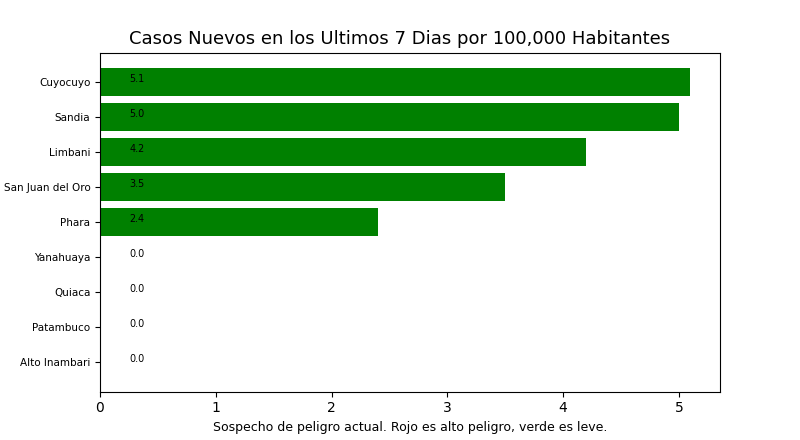 Casos Nuevos en los Ultimos 7 Dias por 100,000 Habitantes
Cuyocuyo 5.1
Sandia 5.0
Limbani 4.2
San Juan del Oro 3.5
Phara 2.4
Yanahuaya 0.0
Quiaca 0.0
Patambuco 0.0
Alto Inambari 0.0
0 1 2 3 4 5
Sospecho de peligro actual. Rojo es alto peligro, verde es leve.